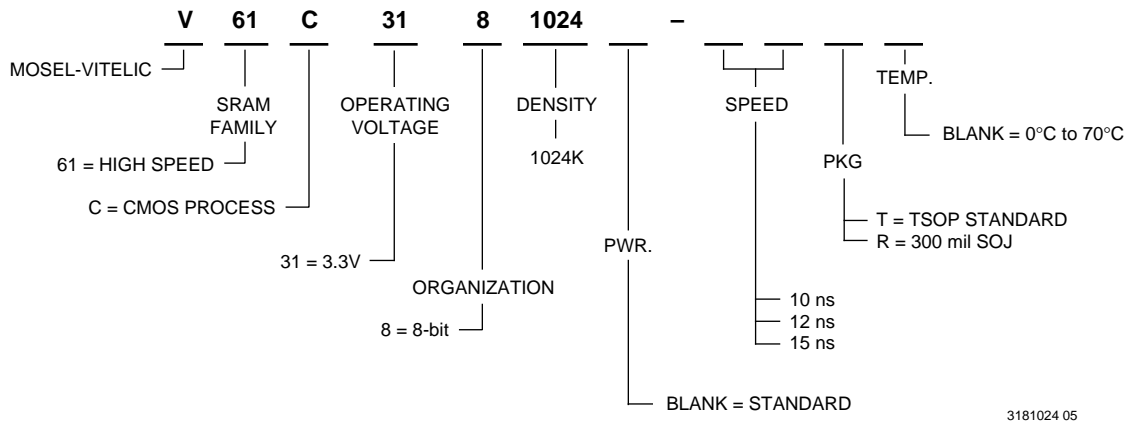 V 61 C 31 8 1024 –
MOSEL-VITELIC
TEMP.
SRAM
FAMILY
OPERATING
VOLTAGE
DENSITY
SPEED
BLANK = 0°C to 70°C
61 = HIGH SPEED
1024K
PKG
C = CMOS PROCESS
T = TSOP STANDARD
R = 300 mil SOJ
PWR.
31 = 3.3V
ORGANIZATION
8 = 8-bit
10 ns
12 ns
15 ns
BLANK = STANDARD
3181024 05